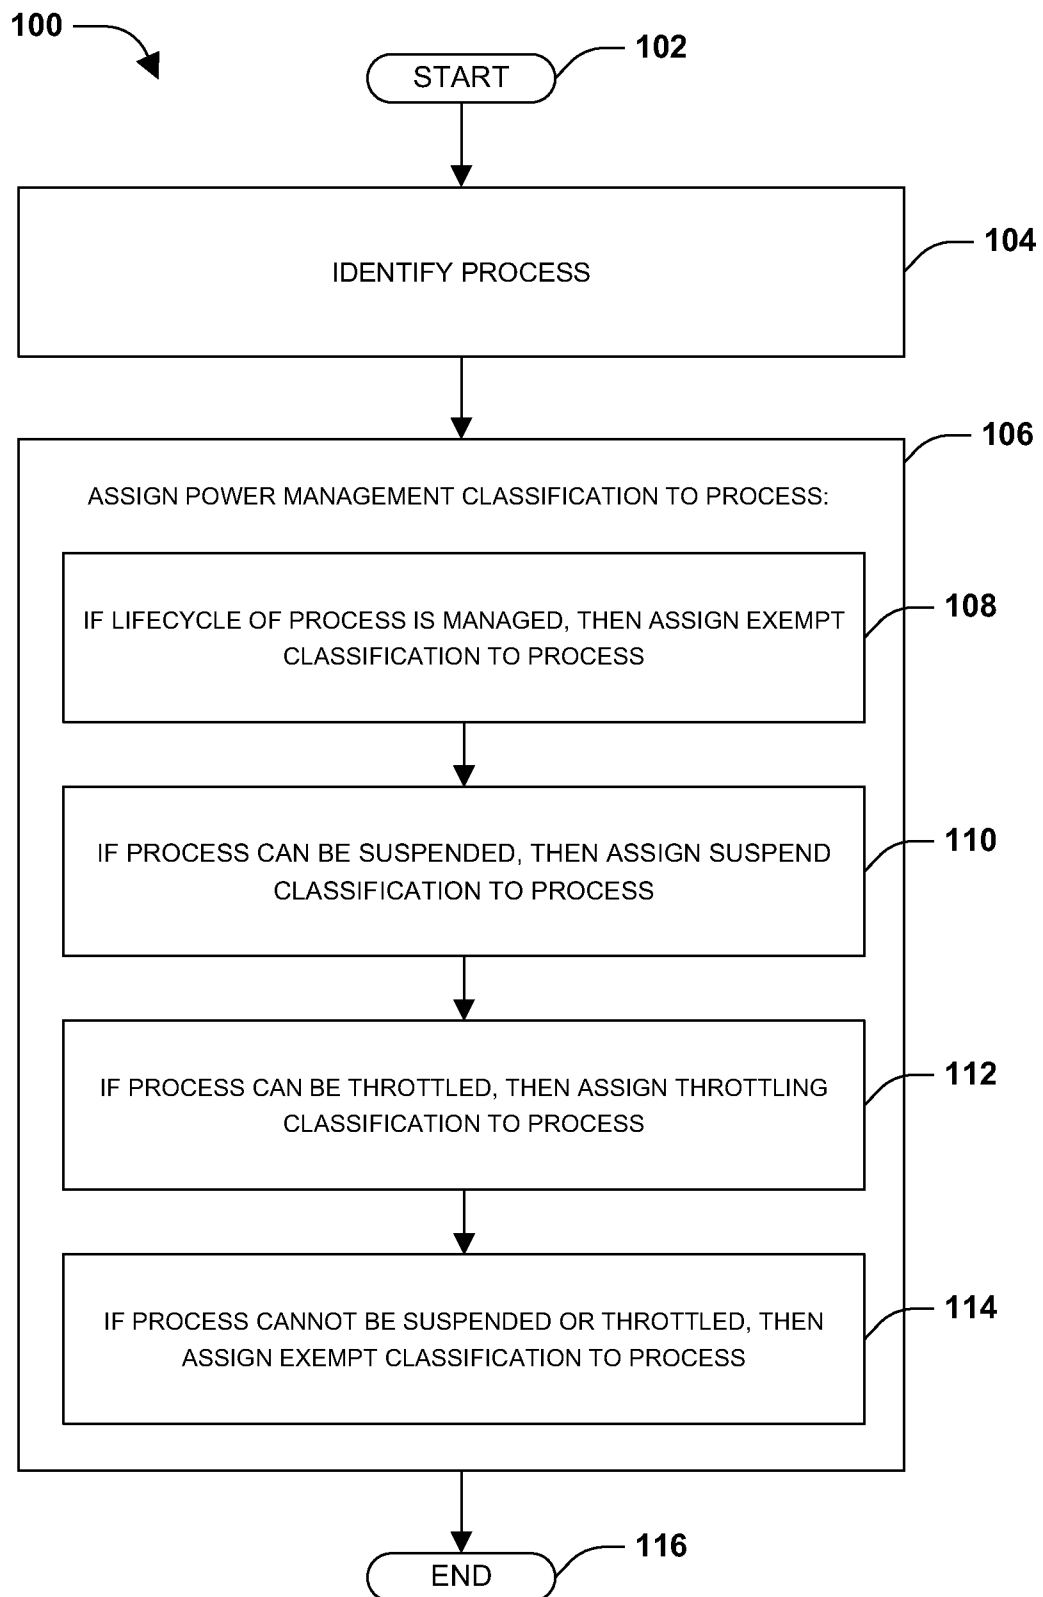 100
102
START
104
IDENTIFY PROCESS
106
ASSIGN POWER MANAGEMENT CLASSIFICATION TO PROCESS:
108
IF LIFECYCLE OF PROCESS IS MANAGED, THEN ASSIGN EXEMPT
CLASSIFICATION TO PROCESS
110
IF PROCESS CAN BE SUSPENDED, THEN ASSIGN SUSPEND
CLASSIFICATION TO PROCESS
112
IF PROCESS CAN BE THROTTLED, THEN ASSIGN THROTTLING
CLASSIFICATION TO PROCESS
114
IF PROCESS CANNOT BE SUSPENDED OR THROTTLED, THEN
ASSIGN EXEMPT CLASSIFICATION TO PROCESS
116
END